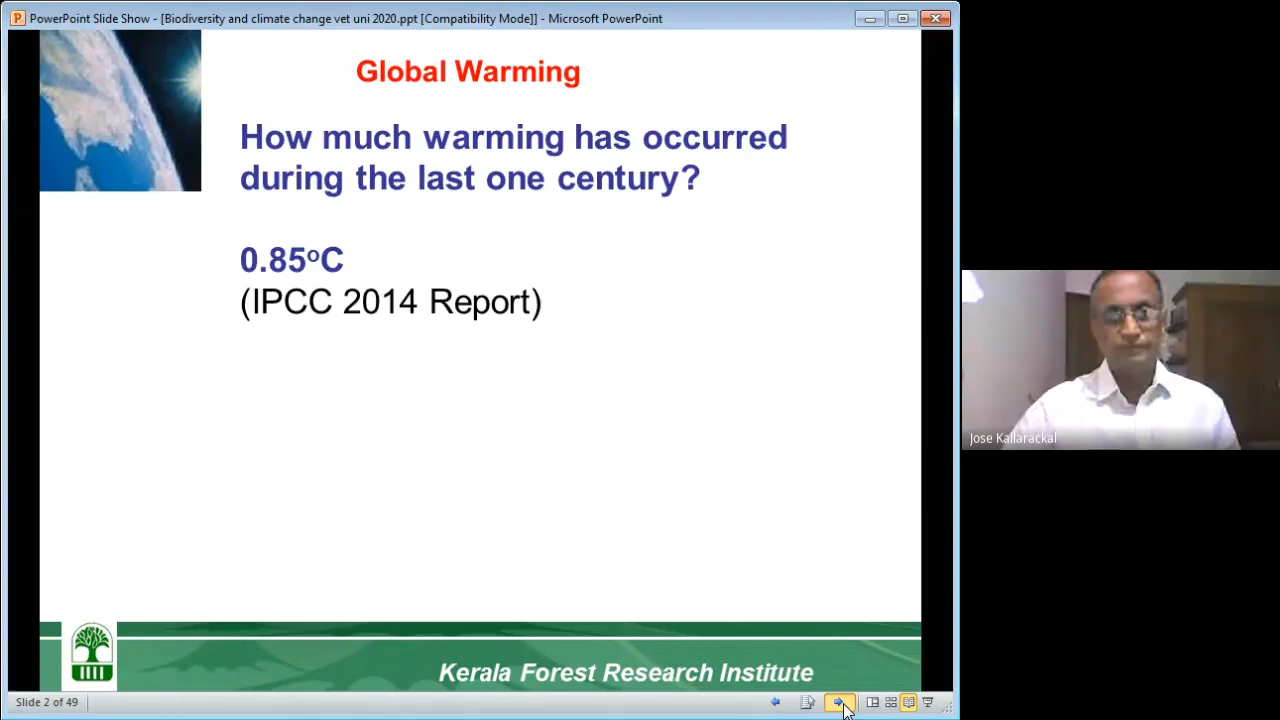 PowerPoint Slide Show - [Biodiversity and climate change vet uni 2020.ppt [Compatibility Mode]] - Microsoft PowerPoint
Global Warming
How much warming has occurred
during the last one century?
0.85ºC
(IPCC 2014 Report)
Jose Kallarackal
Kerala Forest Research Institute
Slide 2 of 49